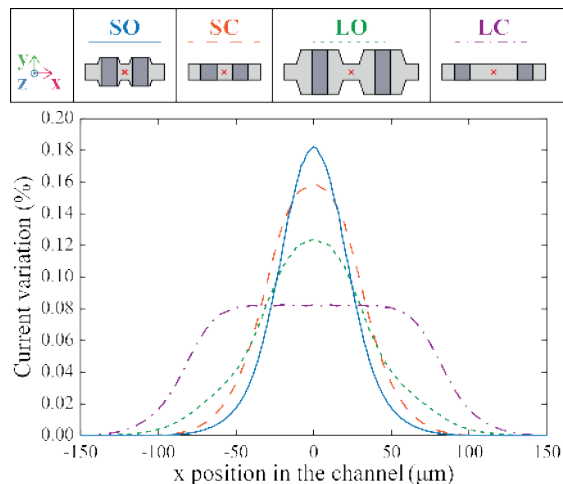 SO SC LO LC
y
z x
0.20
0.18
0.16
0.14
0.12
0.10
0.08
0.06
0.04
0.02
0.00
Current variation (%)
-150 -100 -50 0 50 100 150
x position in the channel (μm)